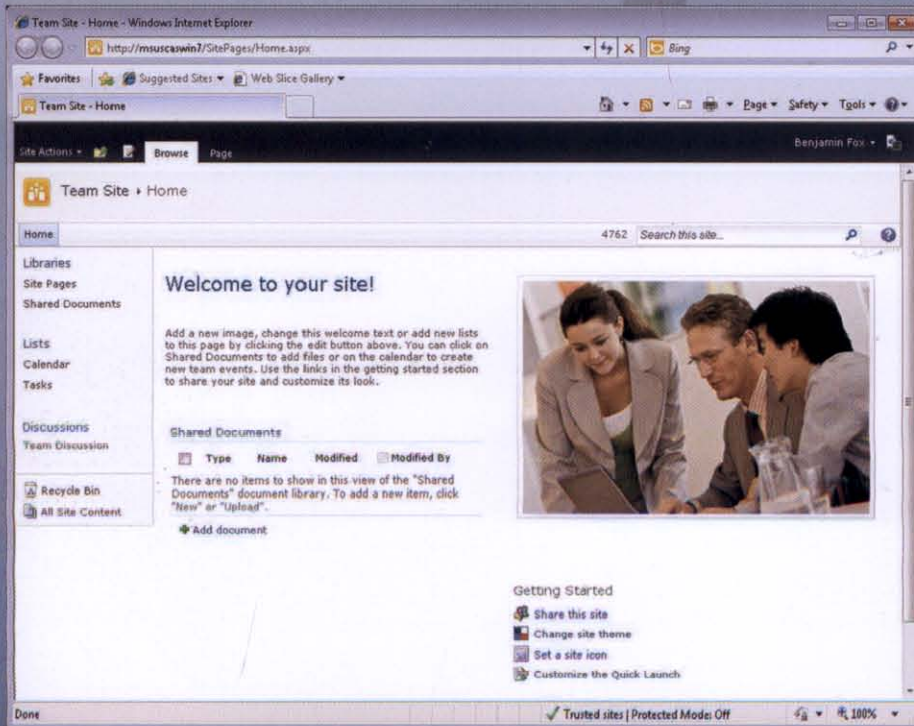 Team Site - Home - Windows Internet Explorer
http://msuscaswin7/SitePages/Home.aspx
Bing
Favorites
Suggested Sites
Web Slice Gallery
Team Site - Home
Page
Safety
Tools
Site Actions
Browse
Page
Benjamin Fox
Team Site
Home
Home
4762
Search this site...
Libraries
Site Pages
Shared Documents
Lists
Calendar
Tasks
Discussions
Team Discussion
Recycle Bin
All Site Content
Welcome to your site!
Add a new image, change this welcome text or add new lists
to this page by clicking the edit button above. You can click on
Shared Documents to add files or on the calendar to create
new team events. Use the links in the getting started section
to share your site and customize its look.
Shared Documents
Type Name Modified Modified By
There are no items to show in this view of the "Shared
Documents" document library. To add a new item, click
"New" or "Upload".
Add document
Getting Started
Share this site
Change site theme
Set a site icon
Customize the Quick Launch
Done
Trusted sites | Protected Mode: Off
100%